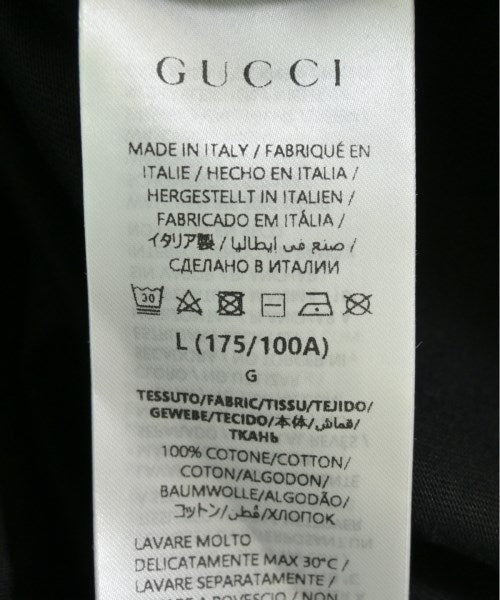 GUCCI
MADE IN ITALY / FABRIQUÉ EN
ITALIE / HECHO EN ITALIA /
HERGESTELLT IN ITALIEN /
FABRICADO EM ITÁLIA /
イタリア製 / صنع في إيطاليا /
СДЕЛАНО В ИТАЛИИ
30
L (175/100A)
G
TESSUTO/FABRIC/TISSU/TEJIDO/
GEWEBE/TECIDO/本体/قماش/
ТКАНЬ
100% COTONE/COTTON/
COTON/ALGODON/
BAUMWOLLE/ALGODÃO/
コットン/قطن/ХЛОПОК
LAVARE MOLTO
DELICATAMENTE MAX 30°C /
LAVARE SEPARATAMENTE /
A ROVESCIO / NON